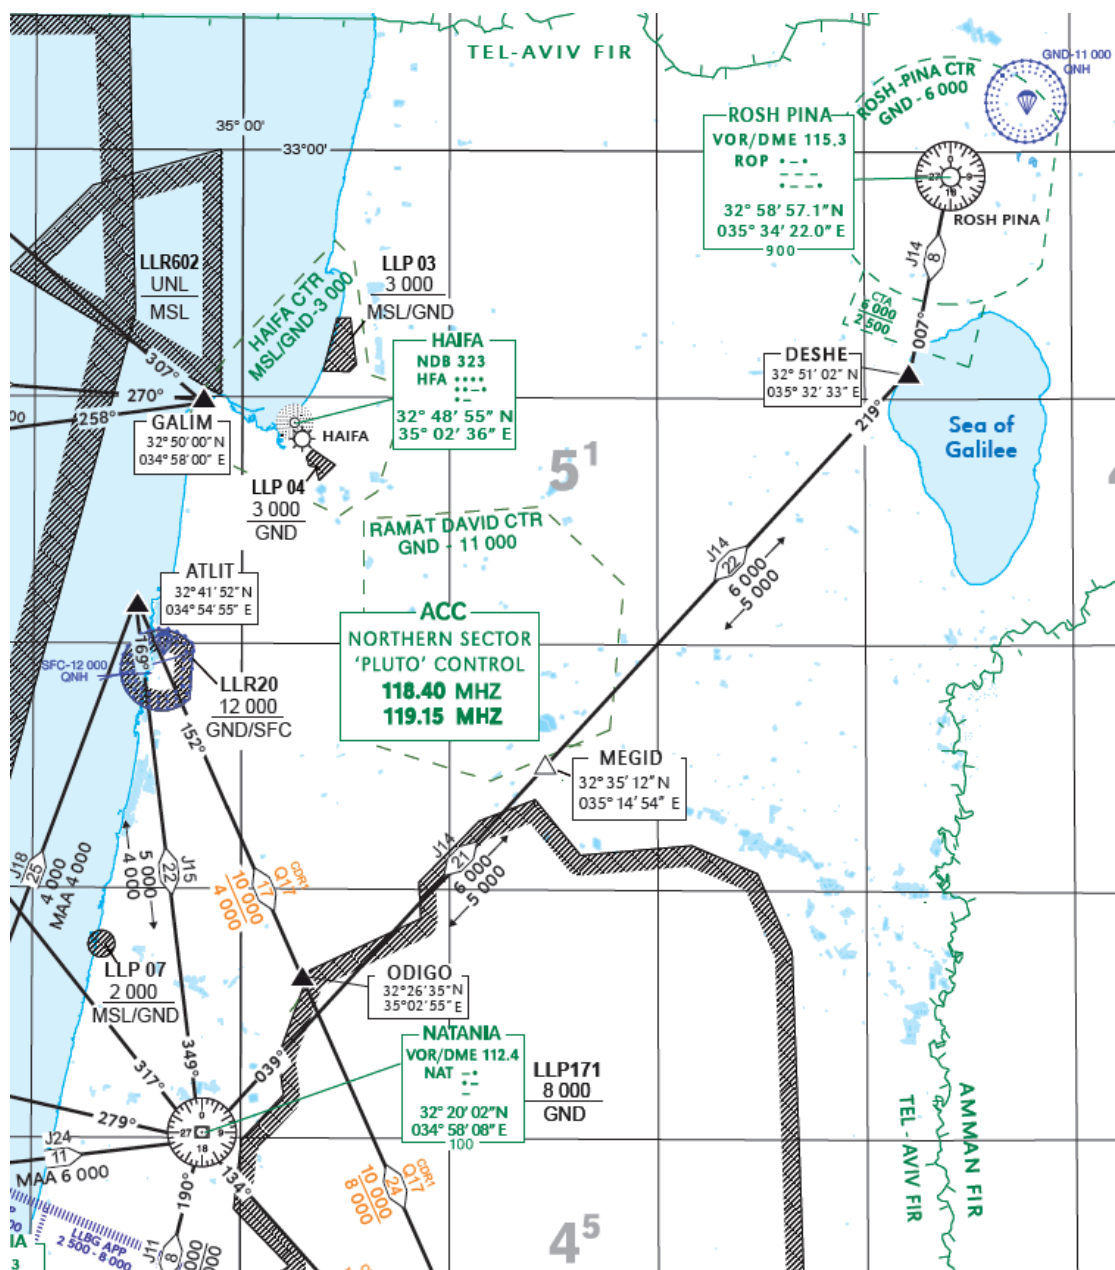 TEL-AVIV FIR
GND-11 000
QNH
ROSH-PINA CTR
GND - 6 000
35° 00'
33°00'
ROSH PINA
VOR/DME 115.3
ROP
32° 58' 57.1"N
035° 34' 22.0" E
900
27
0
9
18
ROSH PINA
LLR602
UNL
MSL
HAIFA CTR
MSL/GND-3 000
LLP 03
3 000
MSL/GND
J14
8
007°
CTA
6 000
2 500
HAIFA
NDB 323
HFA
32° 48' 55" N
35° 02' 36" E
DESHE
32° 51' 02" N
035° 32' 33" E
307°
270°
258°
GALIM
32° 50' 00"N
034° 58' 00" E
HAIFA
219°
Sea of
Galilee
LLP 04
3 000
GND
5¹
RAMAT DAVID CTR
GND - 11 000
J14
22
6 000
5 000
ATLIT
32° 41' 52"N
034° 54' 55" E
ACC
NORTHERN SECTOR
'PLUTO' CONTROL
118.40 MHZ
119.15 MHZ
SFC-12 000
QNH
169°
LLR20
12 000
GND/SFC
152°
MEGID
32° 35' 12"N
035° 14' 54" E
J18
25
4 000
MAA 4 000
5 000
4 000
22
J15
CDR1
Q17
17
10 000
4 000
J14
21
6 000
5 000
LLP 07
2 000
MSL/GND
ODIGO
32°26'35"N
35°02'55" E
NATANIA
VOR/DME 112.4
NAT
32° 20' 02"N
034° 58' 08" E
100
LLP171
8 000
GND
039°
349°
317°
279°
27
0
9
18
J24
11
MAA 6 000
134°
190°
CDR1
Q17
24
10 000
8 000
J11
8
LLBG APP
2 500 - 8 000
4⁵
AMMAN FIR
TEL - AVIV FIR